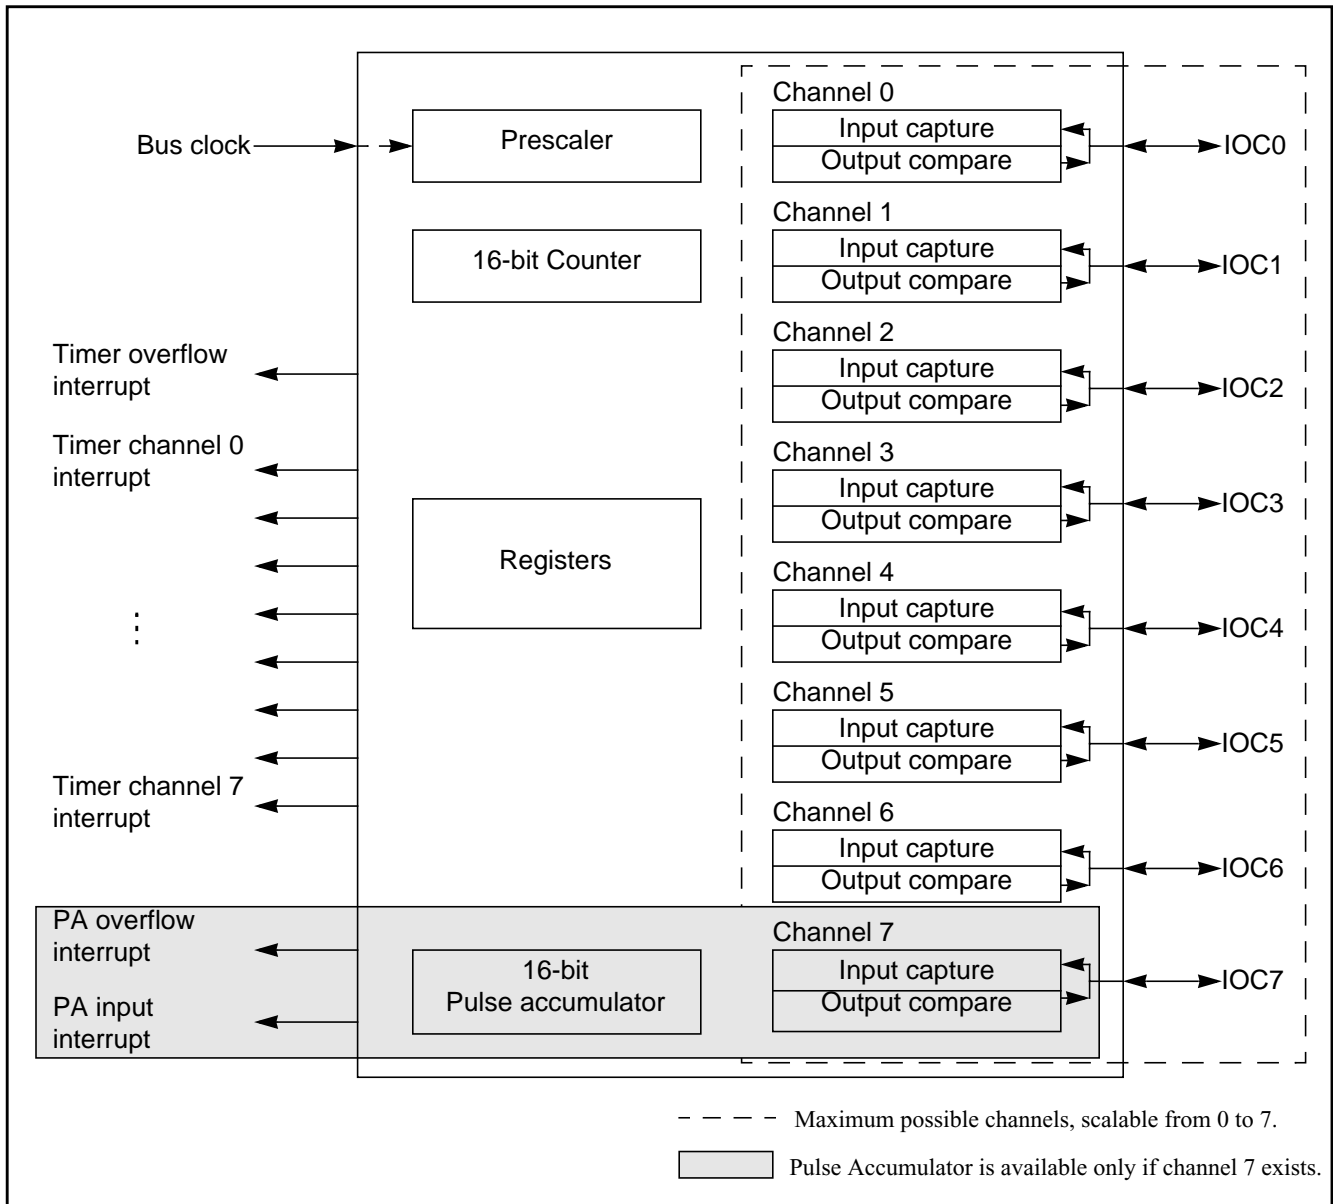 Bus clock
Timer overflow
interrupt
Timer channel 0
interrupt
⋮
Timer channel 7
interrupt
PA overflow
interrupt
PA input
interrupt
Prescaler
16-bit Counter
Registers
16-bit
Pulse accumulator
Channel 0
Input capture
Output compare
IOC0
Channel 1
Input capture
Output compare
IOC1
Channel 2
Input capture
Output compare
IOC2
Channel 3
Input capture
Output compare
IOC3
Channel 4
Input capture
Output compare
IOC4
Channel 5
Input capture
Output compare
IOC5
Channel 6
Input capture
Output compare
IOC6
Channel 7
Input capture
Output compare
IOC7
Maximum possible channels, scalable from 0 to 7.
Pulse Accumulator is available only if channel 7 exists.